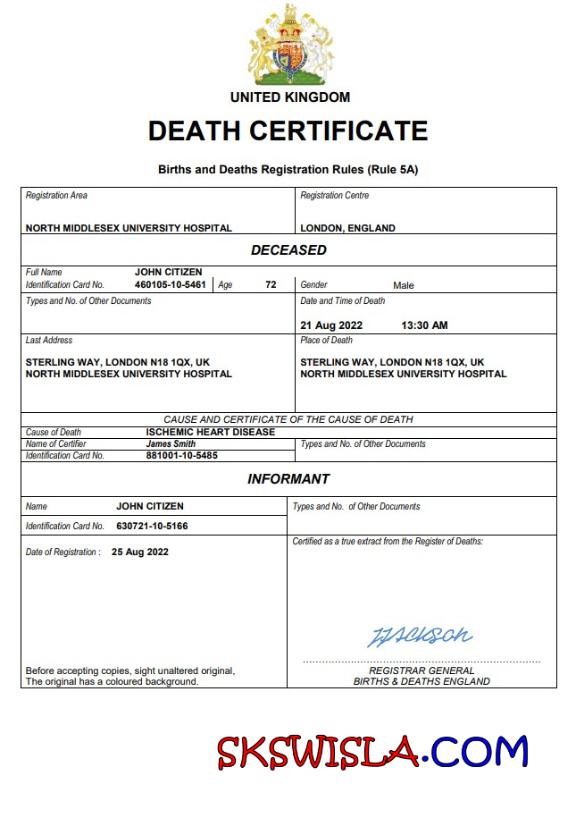 UNITED KINGDOM
DEATH CERTIFICATE
Births and Deaths Registration Rules (Rule 5A)
Registration Area
Registration Centre
NORTH MIDDLESEX UNIVERSITY HOSPITAL
LONDON, ENGLAND
DECEASED
Full Name JOHN CITIZEN
Identification Card No. 460105-10-5461 Age 72 Gender Male
Types and No. of Other Documents
Date and Time of Death
21 Aug 2022 13:30 AM
Last Address
Place of Death
STERLING WAY, LONDON N18 1QX, UK
NORTH MIDDLESEX UNIVERSITY HOSPITAL
STERLING WAY, LONDON N18 1QX, UK
NORTH MIDDLESEX UNIVERSITY HOSPITAL
CAUSE AND CERTIFICATE OF THE CAUSE OF DEATH
Cause of Death ISCHEMIC HEART DISEASE
Name of Certifier James Smith Types and No. of Other Documents
Identification Card No. 881001-10-5485
INFORMANT
Name JOHN CITIZEN
Types and No. of Other Documents
Identification Card No. 630721-10-5166
Certified as a true extract from the Register of Deaths:
Date of Registration : 25 Aug 2022
Before accepting copies, sight unaltered original,
The original has a coloured background.
REGISTRAR GENERAL
BIRTHS & DEATHS ENGLAND
SKSWISLA.COM